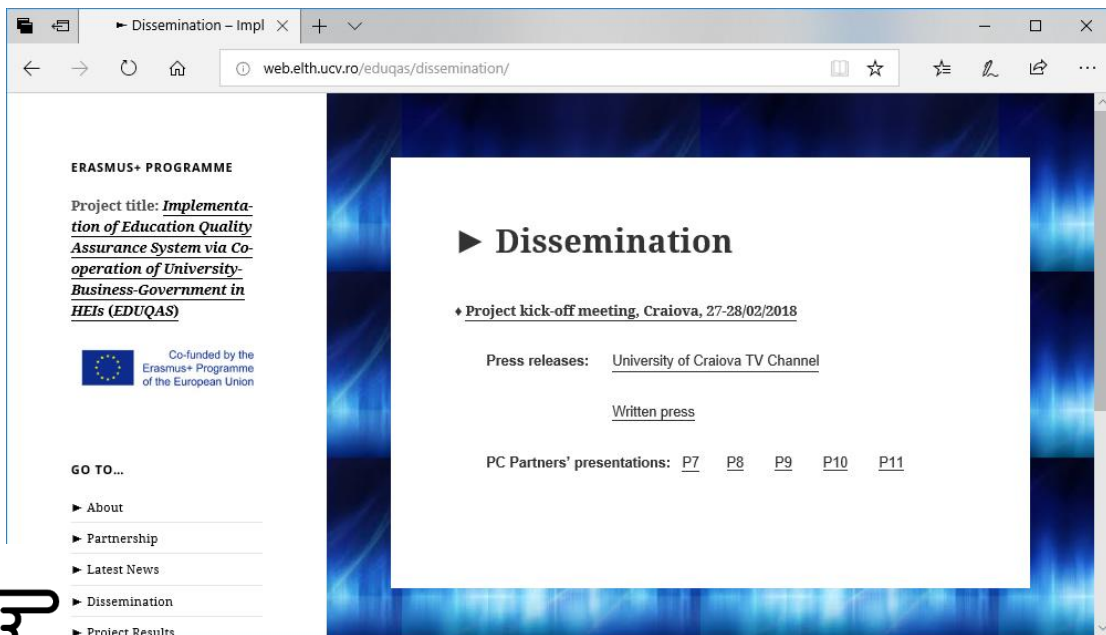 ► Dissemination – Impl
web.elth.ucv.ro/eduqas/dissemination/
ERASMUS+ PROGRAMME
Project title: Implementa-
tion of Education Quality
Assurance System via Co-
operation of University-
Business-Government in
HEIs (EDUQAS)
Co-funded by the
Erasmus+ Programme
of the European Union
GO TO...
► About
► Partnership
► Latest News
► Dissemination
► Project Results
► Dissemination
♦ Project kick-off meeting, Craiova, 27-28/02/2018
Press releases: University of Craiova TV Channel
Written press
PC Partners' presentations: P7 P8 P9 P10 P11